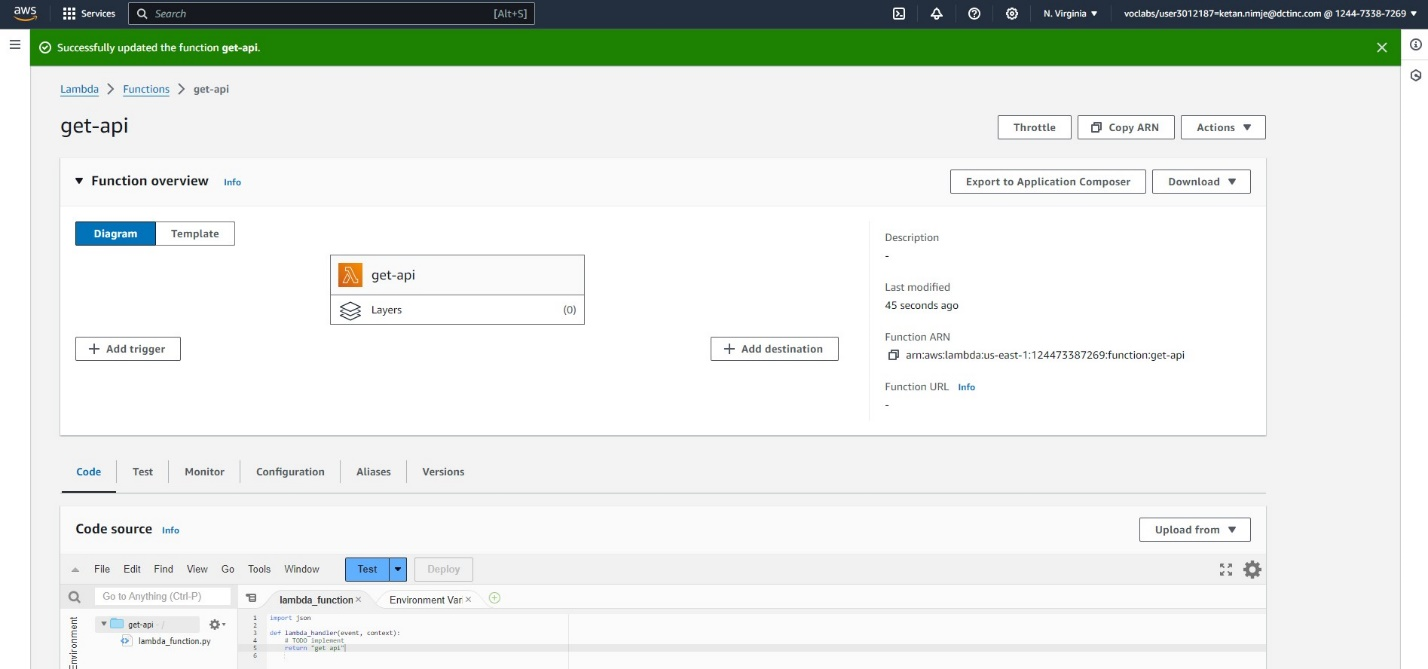 aws Services Search [Alt+S] N. Virginia voclabs/user3012187=ketan.nimje@dctinc.com @ 1244-7338-7269
Successfully updated the function get-api.
Lambda Functions get-api
get-api
Throttle Copy ARN Actions
Function overview Info
Export to Application Composer Download
Diagram Template
get-api
Layers (0)
Add trigger
Add destination
Description
-
Last modified
45 seconds ago
Function ARN
arn:aws:lambda:us-east-1:124473387269:function:get-api
Function URL Info
-
Code Test Monitor Configuration Aliases Versions
Code source Info
Upload from
File Edit Find View Go Tools Window Test Deploy
Go to Anything (Ctrl-P)
lambda_function × Environment Var ×
Environment
get-api /
lambda_function.py
1 import json
2
3 def lambda_handler(event, context):
4 # TODO implement
5 return "get api"
6